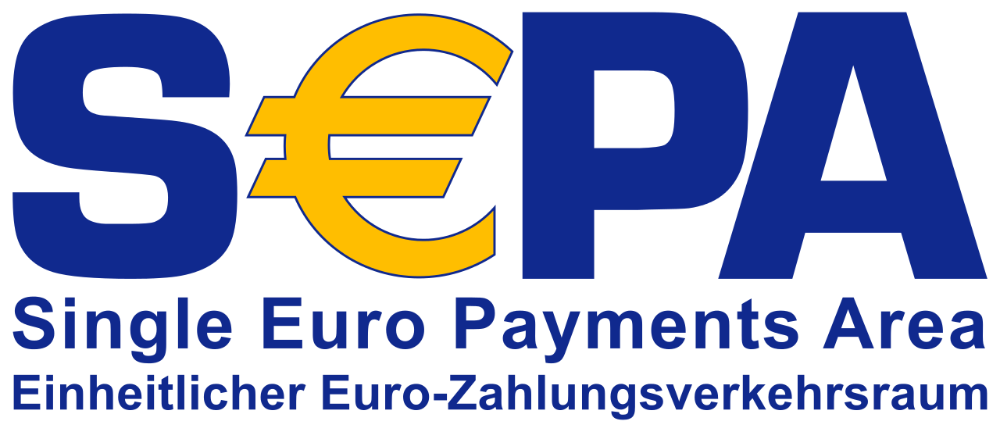 S€PA
Single Euro Payments Area
Einheitlicher Euro-Zahlungsverkehrsraum